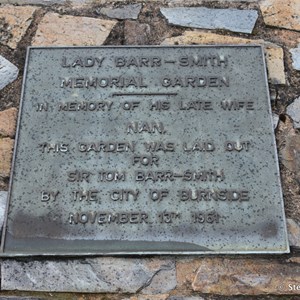 LADY BARR-SMITH
MEMORIAL GARDEN
IN MEMORY OF HIS LATE WIFE
NAN,
THIS GARDEN WAS LAID OUT
FOR
SIR TOM BARR-SMITH
BY THE CITY OF BURNSIDE
NOVEMBER, 1961
Ste